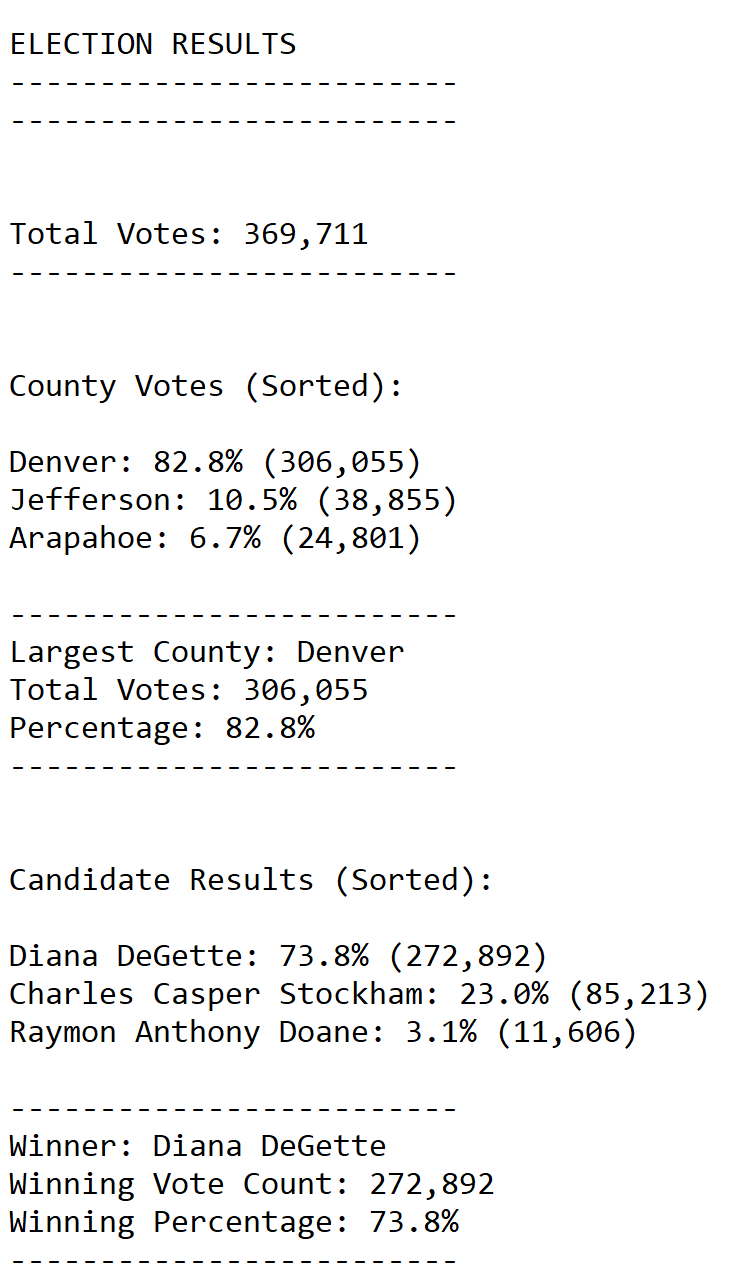 ELECTION RESULTS
-------------------------
-------------------------
Total Votes: 369,711
-------------------------
County Votes (Sorted):
Denver: 82.8% (306,055)
Jefferson: 10.5% (38,855)
Arapahoe: 6.7% (24,801)
-------------------------
Largest County: Denver
Total Votes: 306,055
Percentage: 82.8%
-------------------------
Candidate Results (Sorted):
Diana DeGette: 73.8% (272,892)
Charles Casper Stockham: 23.0% (85,213)
Raymon Anthony Doane: 3.1% (11,606)
-------------------------
Winner: Diana DeGette
Winning Vote Count: 272,892
Winning Percentage: 73.8%
-------------------------